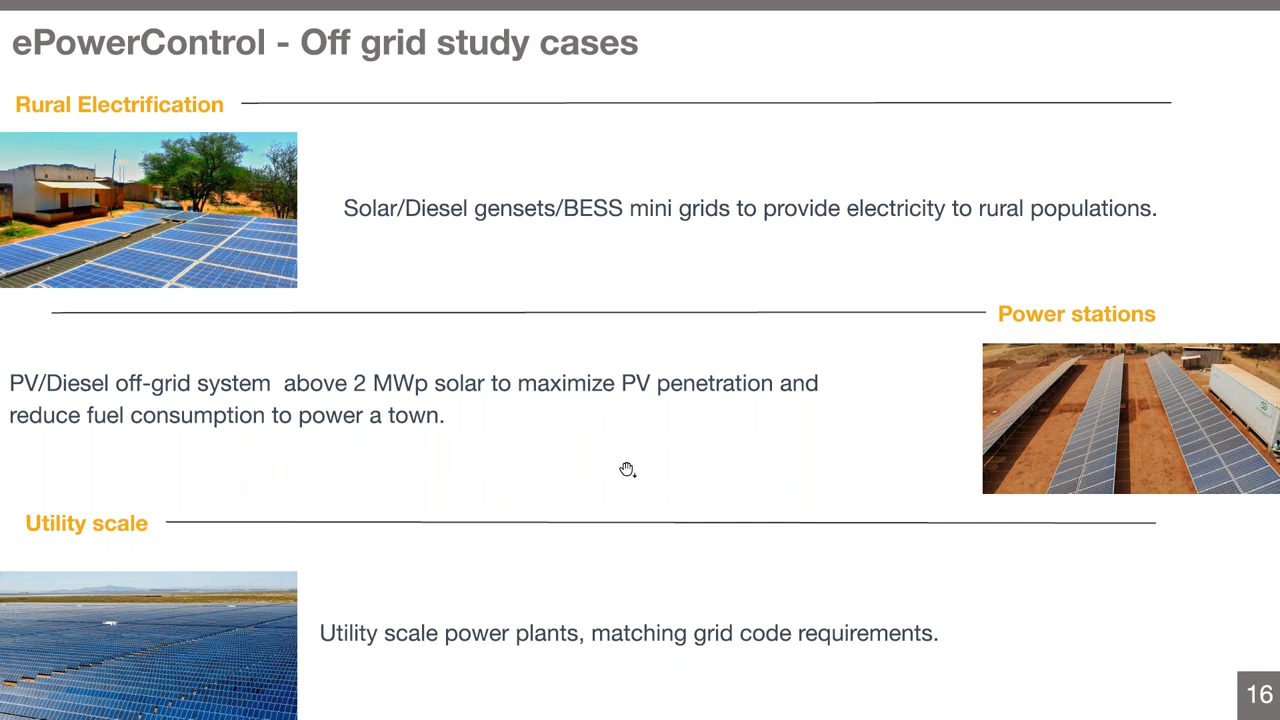 ePowerControl - Off grid study cases
Rural Electrification
Solar/Diesel gensets/BESS mini grids to provide electricity to rural populations.
Power stations
PV/Diesel off-grid system  above 2 MWp solar to maximize PV penetration and
reduce fuel consumption to power a town.
Utility scale
Utility scale power plants, matching grid code requirements.
16